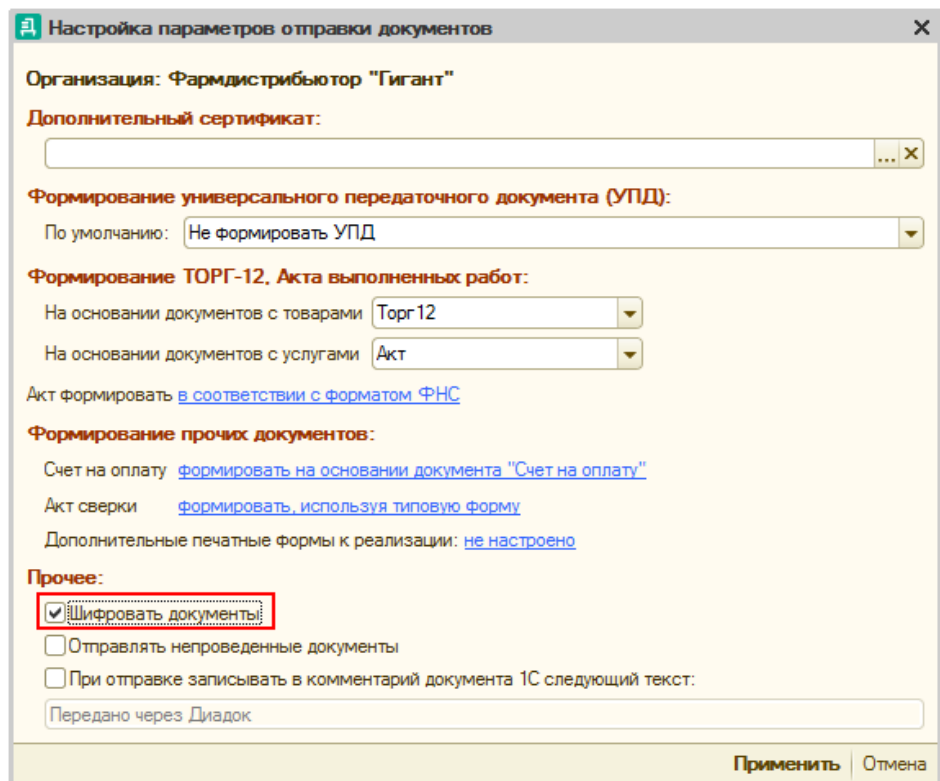 Настройка параметров отправки документов
Организация: Фармдистрибьютор "Гигант"
Дополнительный сертификат:
...
Формирование универсального передаточного документа (УПД):
По умолчанию: Не формировать УПД
Формирование ТОРГ-12, Акта выполненных работ:
На основании документов с товарами Торг12
На основании документов с услугами Акт
Акт формировать в соответствии с форматом ФНС
Формирование прочих документов:
Счет на оплату формировать на основании документа "Счет на оплату"
Акт сверки формировать, используя типовую форму
Дополнительные печатные формы к реализации: не настроено
Прочее:
Шифровать документы
Отправлять непроведенные документы
При отправке записывать в комментарий документа 1С следующий текст:
Передано через Диадок
Применить Отмена